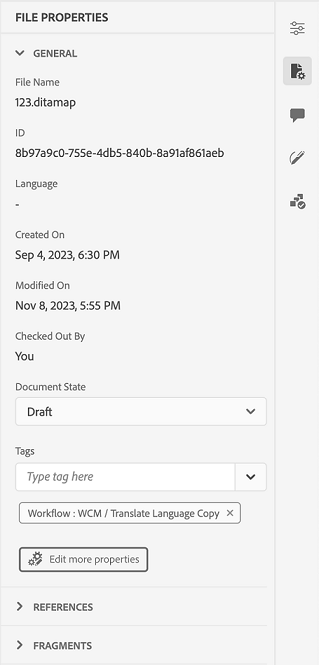 FILE PROPERTIES
GENERAL
File Name
123.ditamap
ID
8b97a9c0-755e-4db5-840b-8a91af861aeb
Language
-
Created On
Sep 4, 2023, 6:30 PM
Modified On
Nov 8, 2023, 5:55 PM
Checked Out By
You
Document State
Draft
Tags
Type tag here
Workflow : WCM / Translate Language Copy ×
Edit more properties
REFERENCES
FRAGMENTS